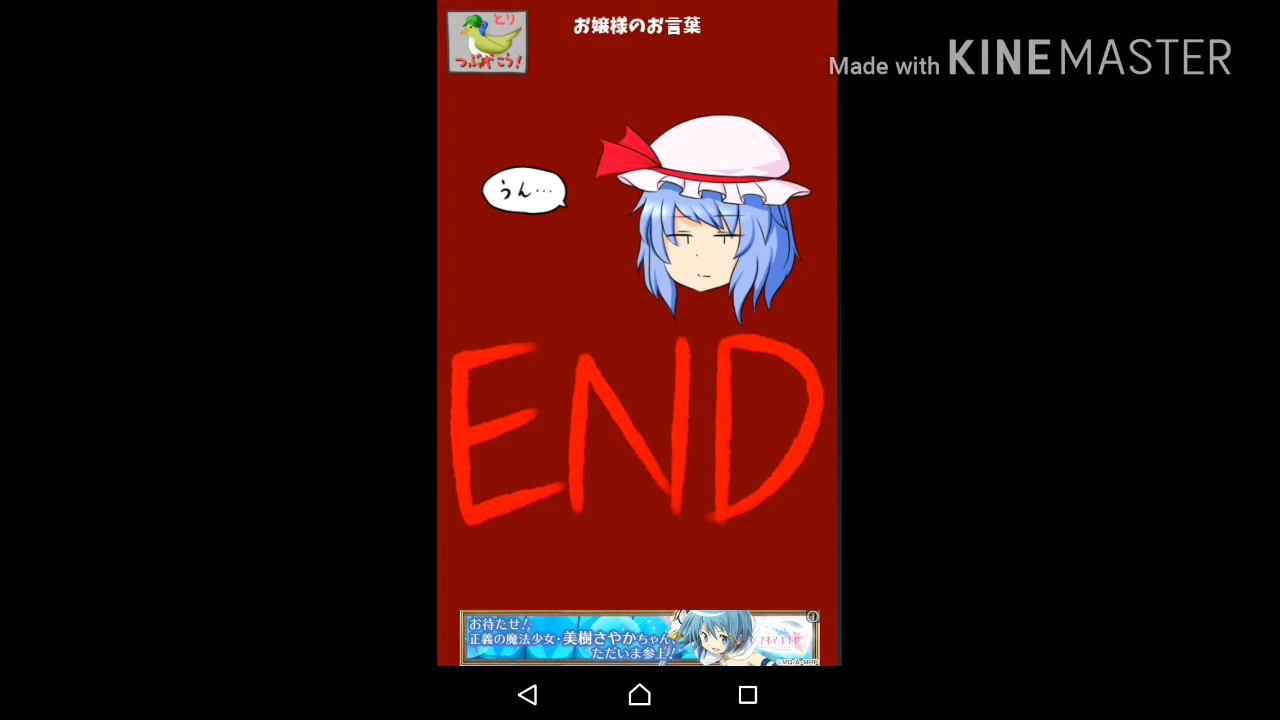 とり
つぶやこう!
お嬢様のお言葉
Made with KINEMASTER
うん…
END
お待たせ!
正義の魔法少女・美樹さやかちゃん、
ただいま参上!